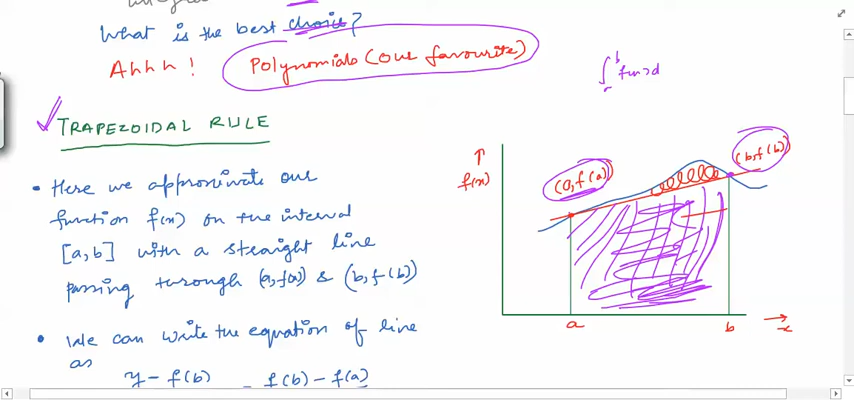 What is the best choice?
Ahhh! Polynomials (our favourite)
TRAPEZOIDAL RULE
• Here we approximate our
function f(x) on the interval
[a,b] with a straight line
passing through (a, f(a)) & (b, f(b))
• We can write the equation of line
as
y - f(b) = f(b) - f(a)
∫
b
f(x)
f(x)
(a, f(a))
(b, f(b))
a
b
x